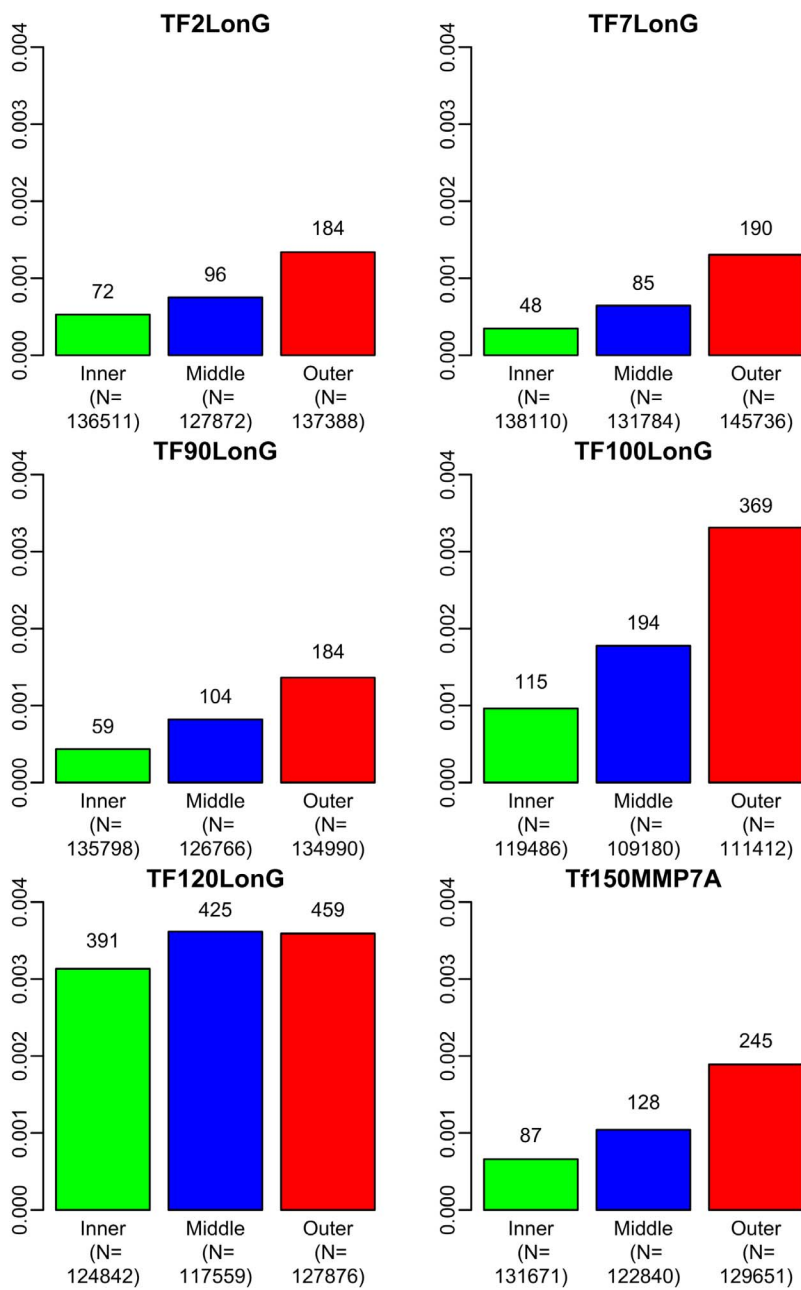 TF2LonG
0.004
0.003
0.002
0.001
0.000
72
96
184
Inner
(N=
136511)
Middle
(N=
127872)
Outer
(N=
137388)
TF7LonG
0.004
0.003
0.002
0.001
0.000
48
85
190
Inner
(N=
138110)
Middle
(N=
131784)
Outer
(N=
145736)
TF90LonG
0.004
0.003
0.002
0.001
0.000
59
104
184
Inner
(N=
135798)
Middle
(N=
126766)
Outer
(N=
134990)
TF100LonG
0.004
0.003
0.002
0.001
0.000
115
194
369
Inner
(N=
119486)
Middle
(N=
109180)
Outer
(N=
111412)
TF120LonG
0.004
0.003
0.002
0.001
0.000
391
425
459
Inner
(N=
124842)
Middle
(N=
117559)
Outer
(N=
127876)
Tf150MMP7A
0.004
0.003
0.002
0.001
0.000
87
128
245
Inner
(N=
131671)
Middle
(N=
122840)
Outer
(N=
129651)